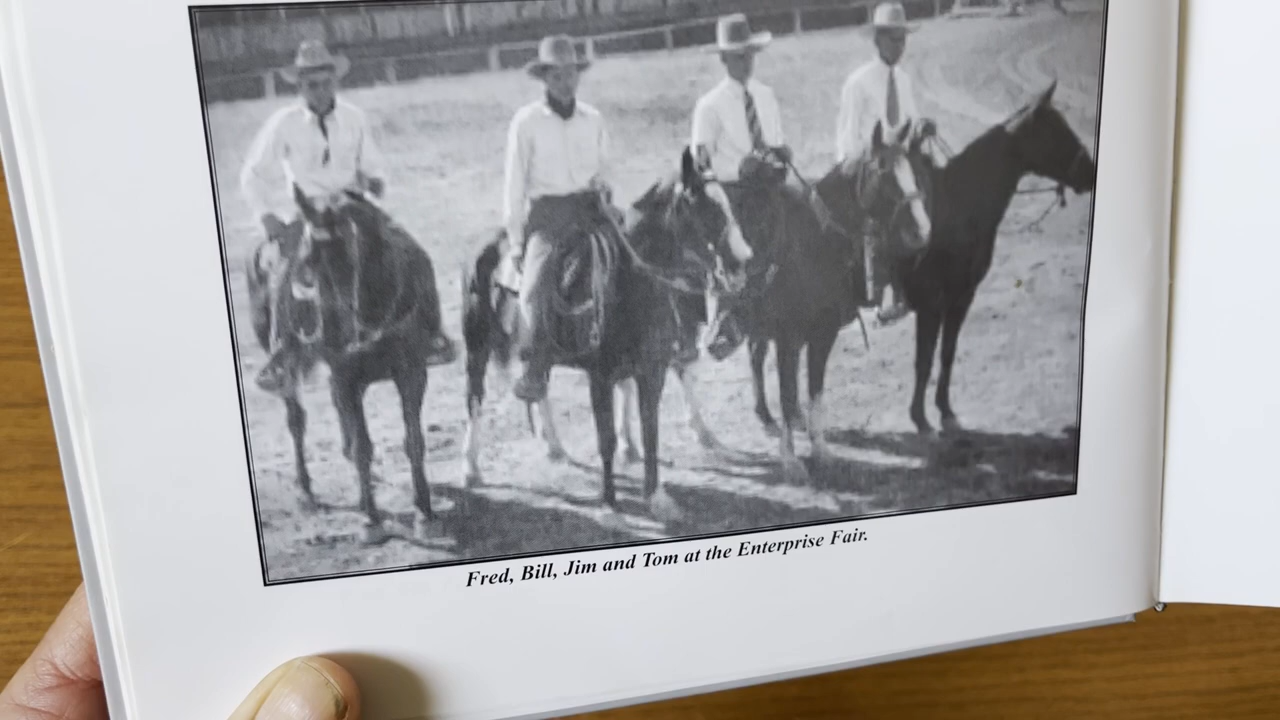 Fred, Bill, Jim and Tom at the Enterprise Fair.